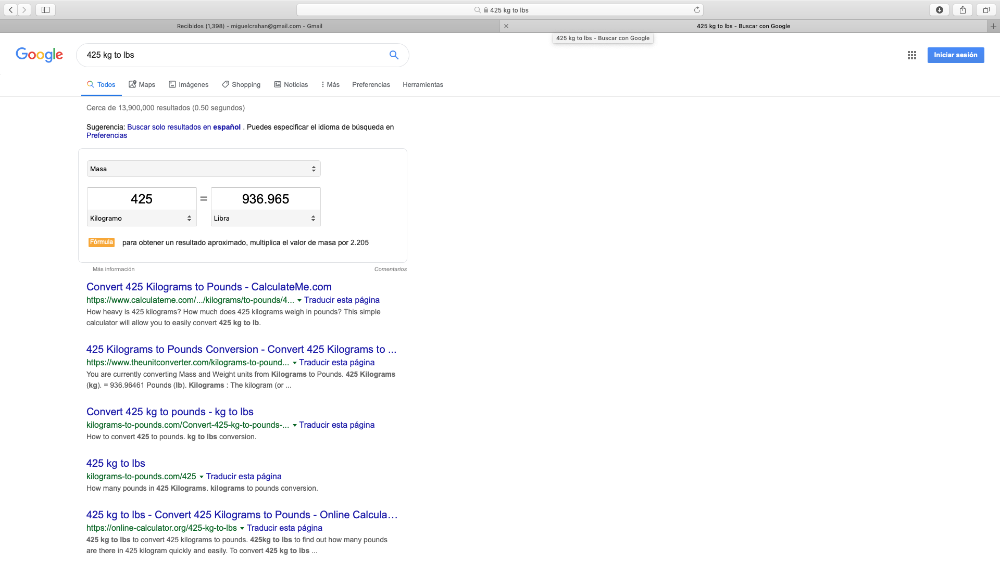 425 kg to lbs
Recibidos (1,398) - miguelcrahan@gmail.com - Gmail
425 kg to lbs - Buscar con Google
425 kg to lbs - Buscar con Google
Google
425 kg to lbs
Iniciar sesión
Todos Maps Imágenes Shopping Noticias Más Preferencias Herramientas
Cerca de 13,900,000 resultados (0.50 segundos)
Sugerencia: Buscar solo resultados en español . Puedes especificar el idioma de búsqueda en
Preferencias
Masa
425 = 936.965
Kilogramo Libra
Fórmula para obtener un resultado aproximado, multiplica el valor de masa por 2.205
Más información Comentarios
Convert 425 Kilograms to Pounds - CalculateMe.com
https://www.calculateme.com/.../kilograms/to-pounds/4... Traducir esta página
How heavy is 425 kilograms? How much does 425 kilograms weigh in pounds? This simple
calculator will allow you to easily convert 425 kg to lb.
425 Kilograms to Pounds Conversion - Convert 425 Kilograms to ...
https://www.theunitconverter.com/kilograms-to-pound... Traducir esta página
You are currently converting Mass and Weight units from Kilograms to Pounds. 425 Kilograms
(kg). = 936.96461 Pounds (lb). Kilograms : The kilogram (or ...
Convert 425 kg to pounds - kg to lbs
kilograms-to-pounds.com/Convert-425-kg-to-pounds-... Traducir esta página
How to convert 425 to pounds. kg to lbs conversion.
425 kg to lbs
kilograms-to-pounds.com/425 Traducir esta página
How many pounds in 425 Kilograms. kilograms to pounds conversion.
425 kg to lbs - Convert 425 Kilograms to Pounds - Online Calcula...
https://online-calculator.org/425-kg-to-lbs Traducir esta página
425 kg to lbs to convert 425 kilograms to pounds. 425kg to lbs to find out how many pounds
are there in 425 kilogram quickly and easily. To convert 425 kg to lbs ...